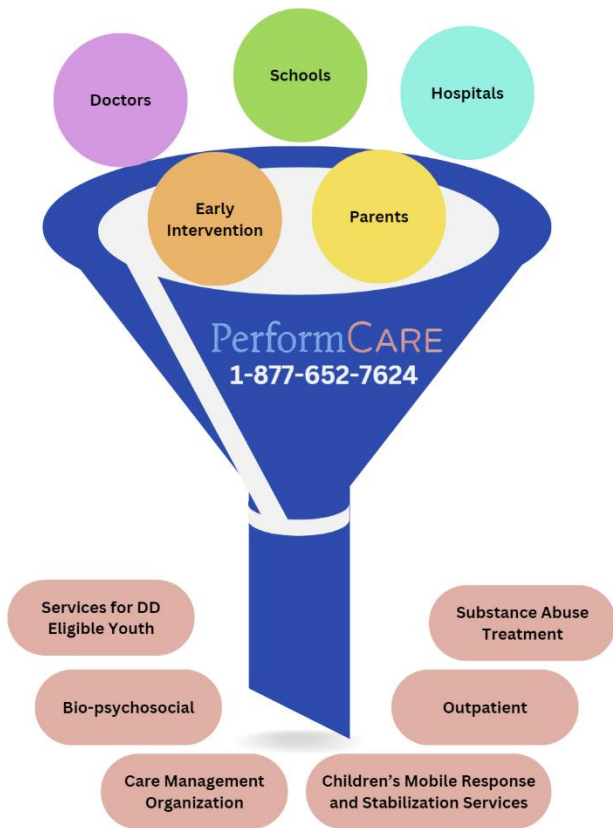 Doctors
Schools
Hospitals
Early
Intervention
Parents
PerformCARE
1-877-652-7624
Services for DD
Eligible Youth
Substance Abuse
Treatment
Bio-psychosocial
Outpatient
Care Management
Organization
Children's Mobile Response
and Stabilization Services